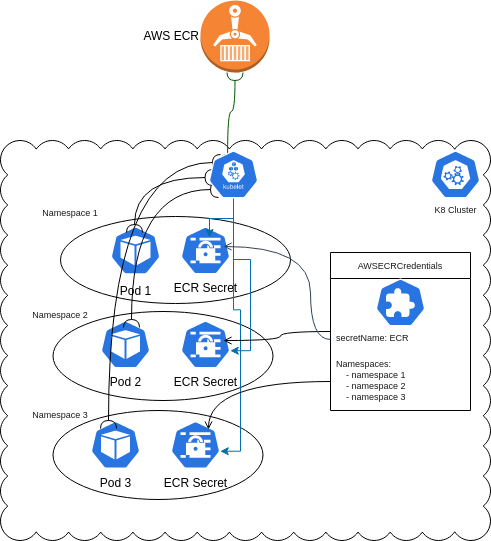 AWS ECR
kubelet
K8 Cluster
Namespace 1
Pod 1
ECR Secret
AWSECRCredentials
secretName: ECR
Namespaces:
- namespace 1
- namespace 2
- namespace 3
Namespace 2
Pod 2
ECR Secret
Namespace 3
Pod 3
ECR Secret